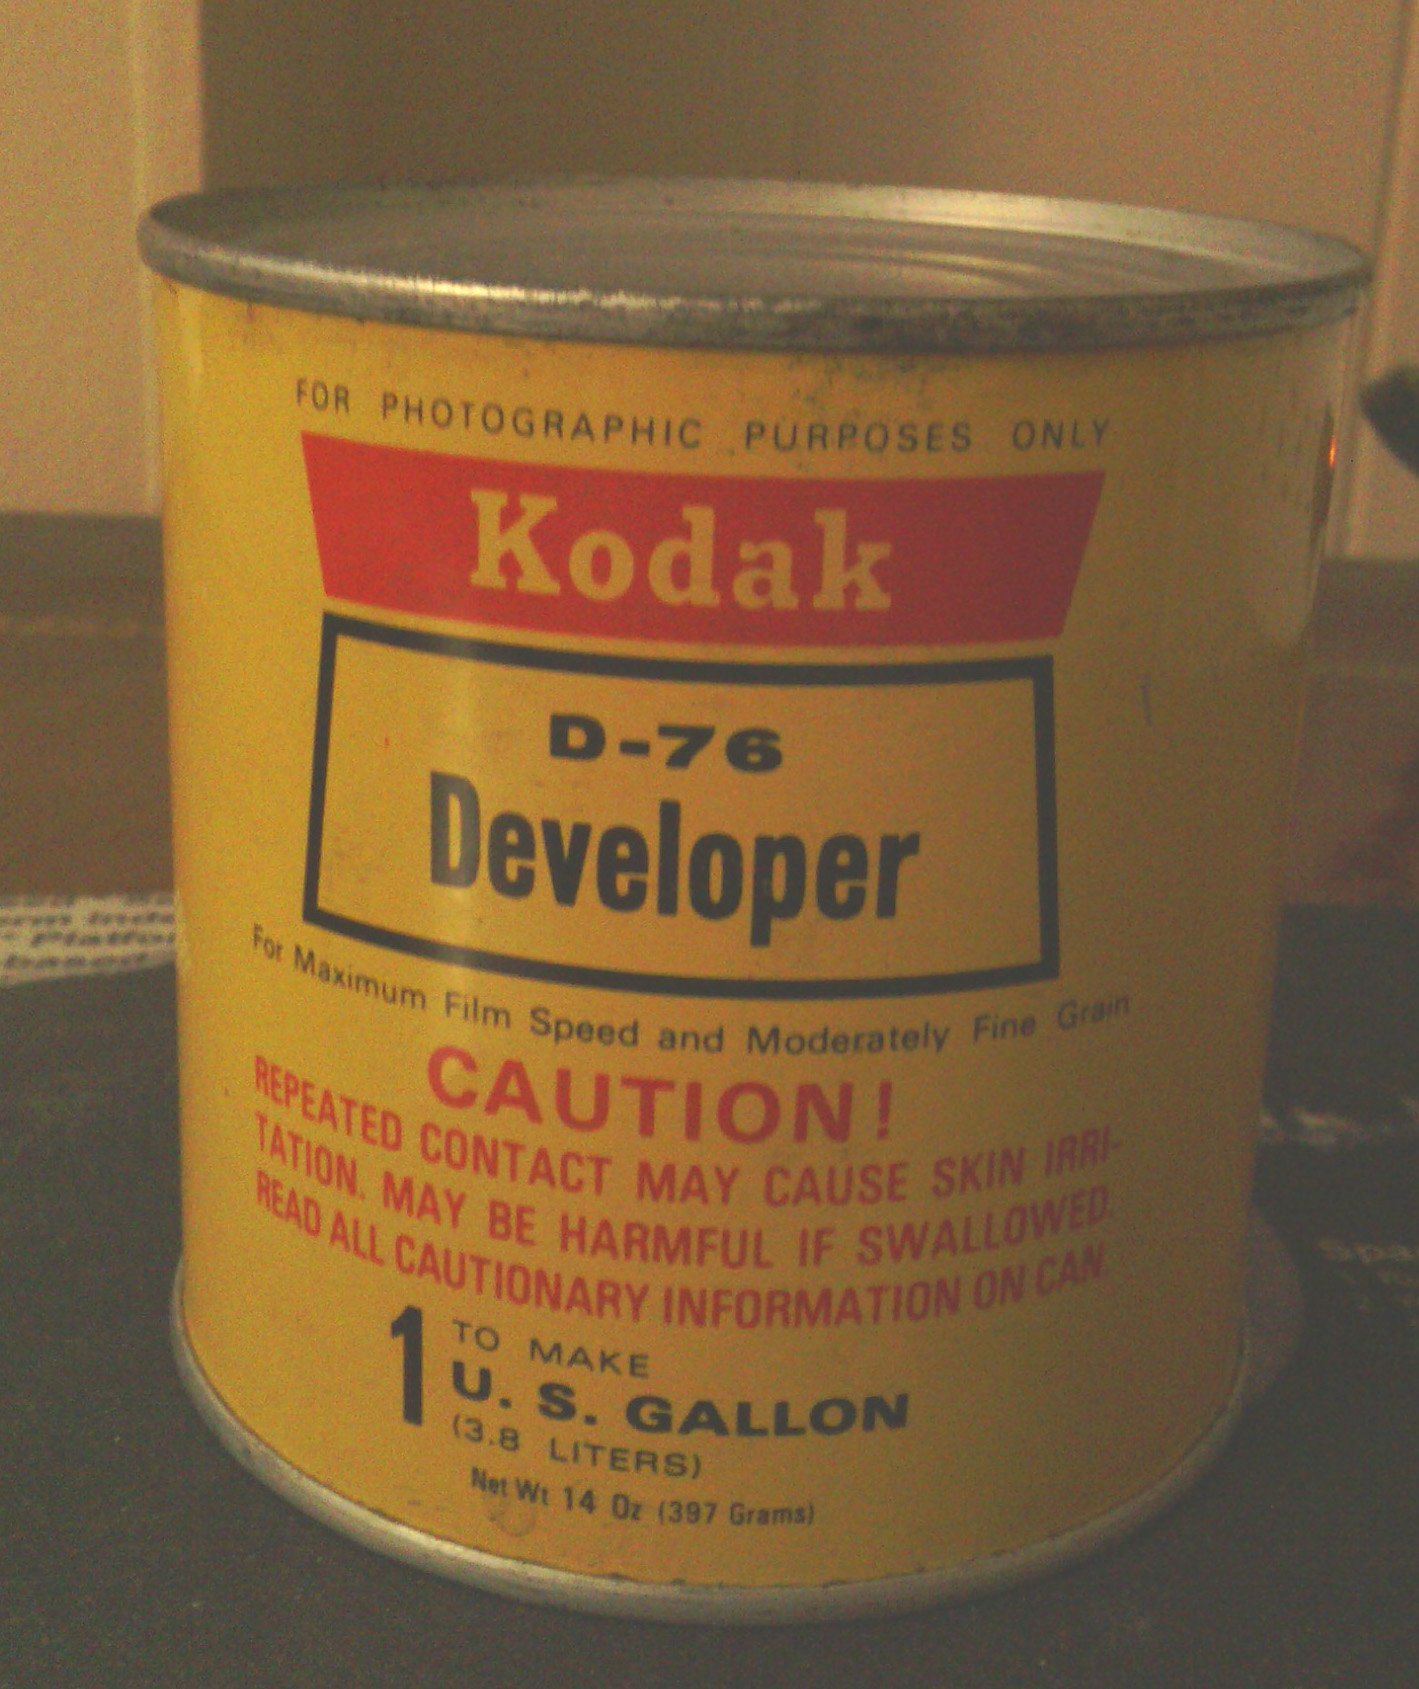 FOR PHOTOGRAPHIC PURPOSES ONLY
Kodak
D-76
Developer
For Maximum Film Speed and Moderately Fine Grain
CAUTION!
REPEATED CONTACT MAY CAUSE SKIN IRRI-
TATION. MAY BE HARMFUL IF SWALLOWED.
READ ALL CAUTIONARY INFORMATION ON CAN.
1 TO MAKE
U. S. GALLON
(3.8 LITERS)
Net Wt 14 Oz (397 Grams)